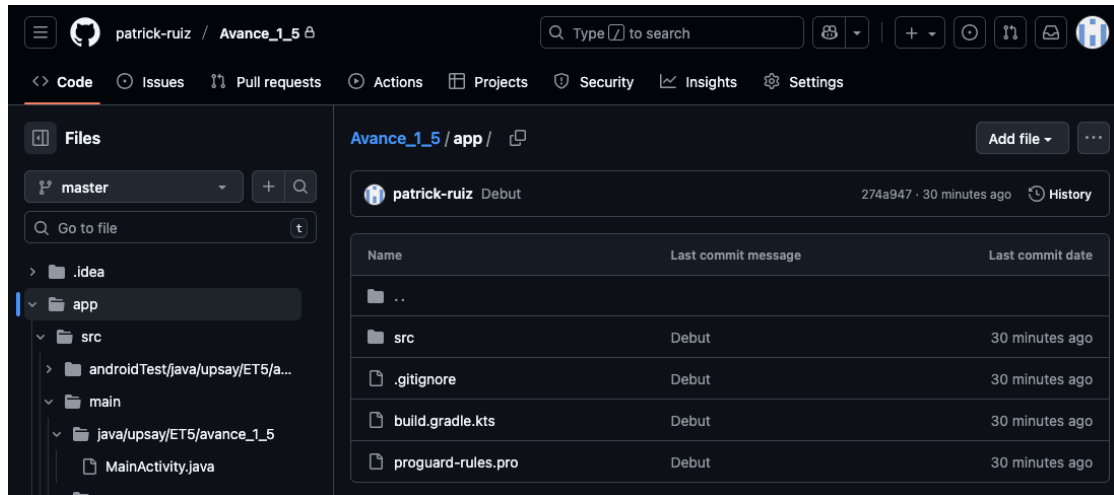 patrick-ruiz / Avance_1_5
Type / to search
Code Issues Pull requests Actions Projects Security Insights Settings
Files
master
Go to file t
.idea
app
src
androidTest/java/upsay/ET5/a...
main
java/upsay/ET5/avance_1_5
MainActivity.java
Avance_1_5 / app /
Add file
patrick-ruiz Debut 274a947 · 30 minutes ago History
Name Last commit message Last commit date
..
src Debut 30 minutes ago
.gitignore Debut 30 minutes ago
build.gradle.kts Debut 30 minutes ago
proguard-rules.pro Debut 30 minutes ago